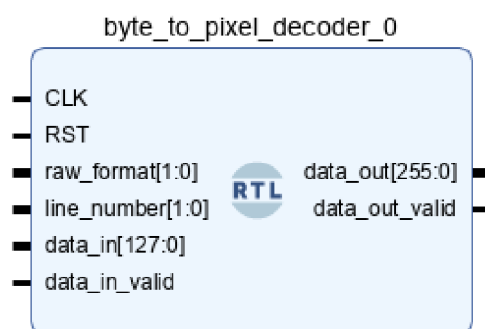 byte_to_pixel_decoder_0
CLK
RST
raw_format[1:0]
line_number[1:0]
data_in[127:0]
data_in_valid
RTL
data_out[255:0]
data_out_valid